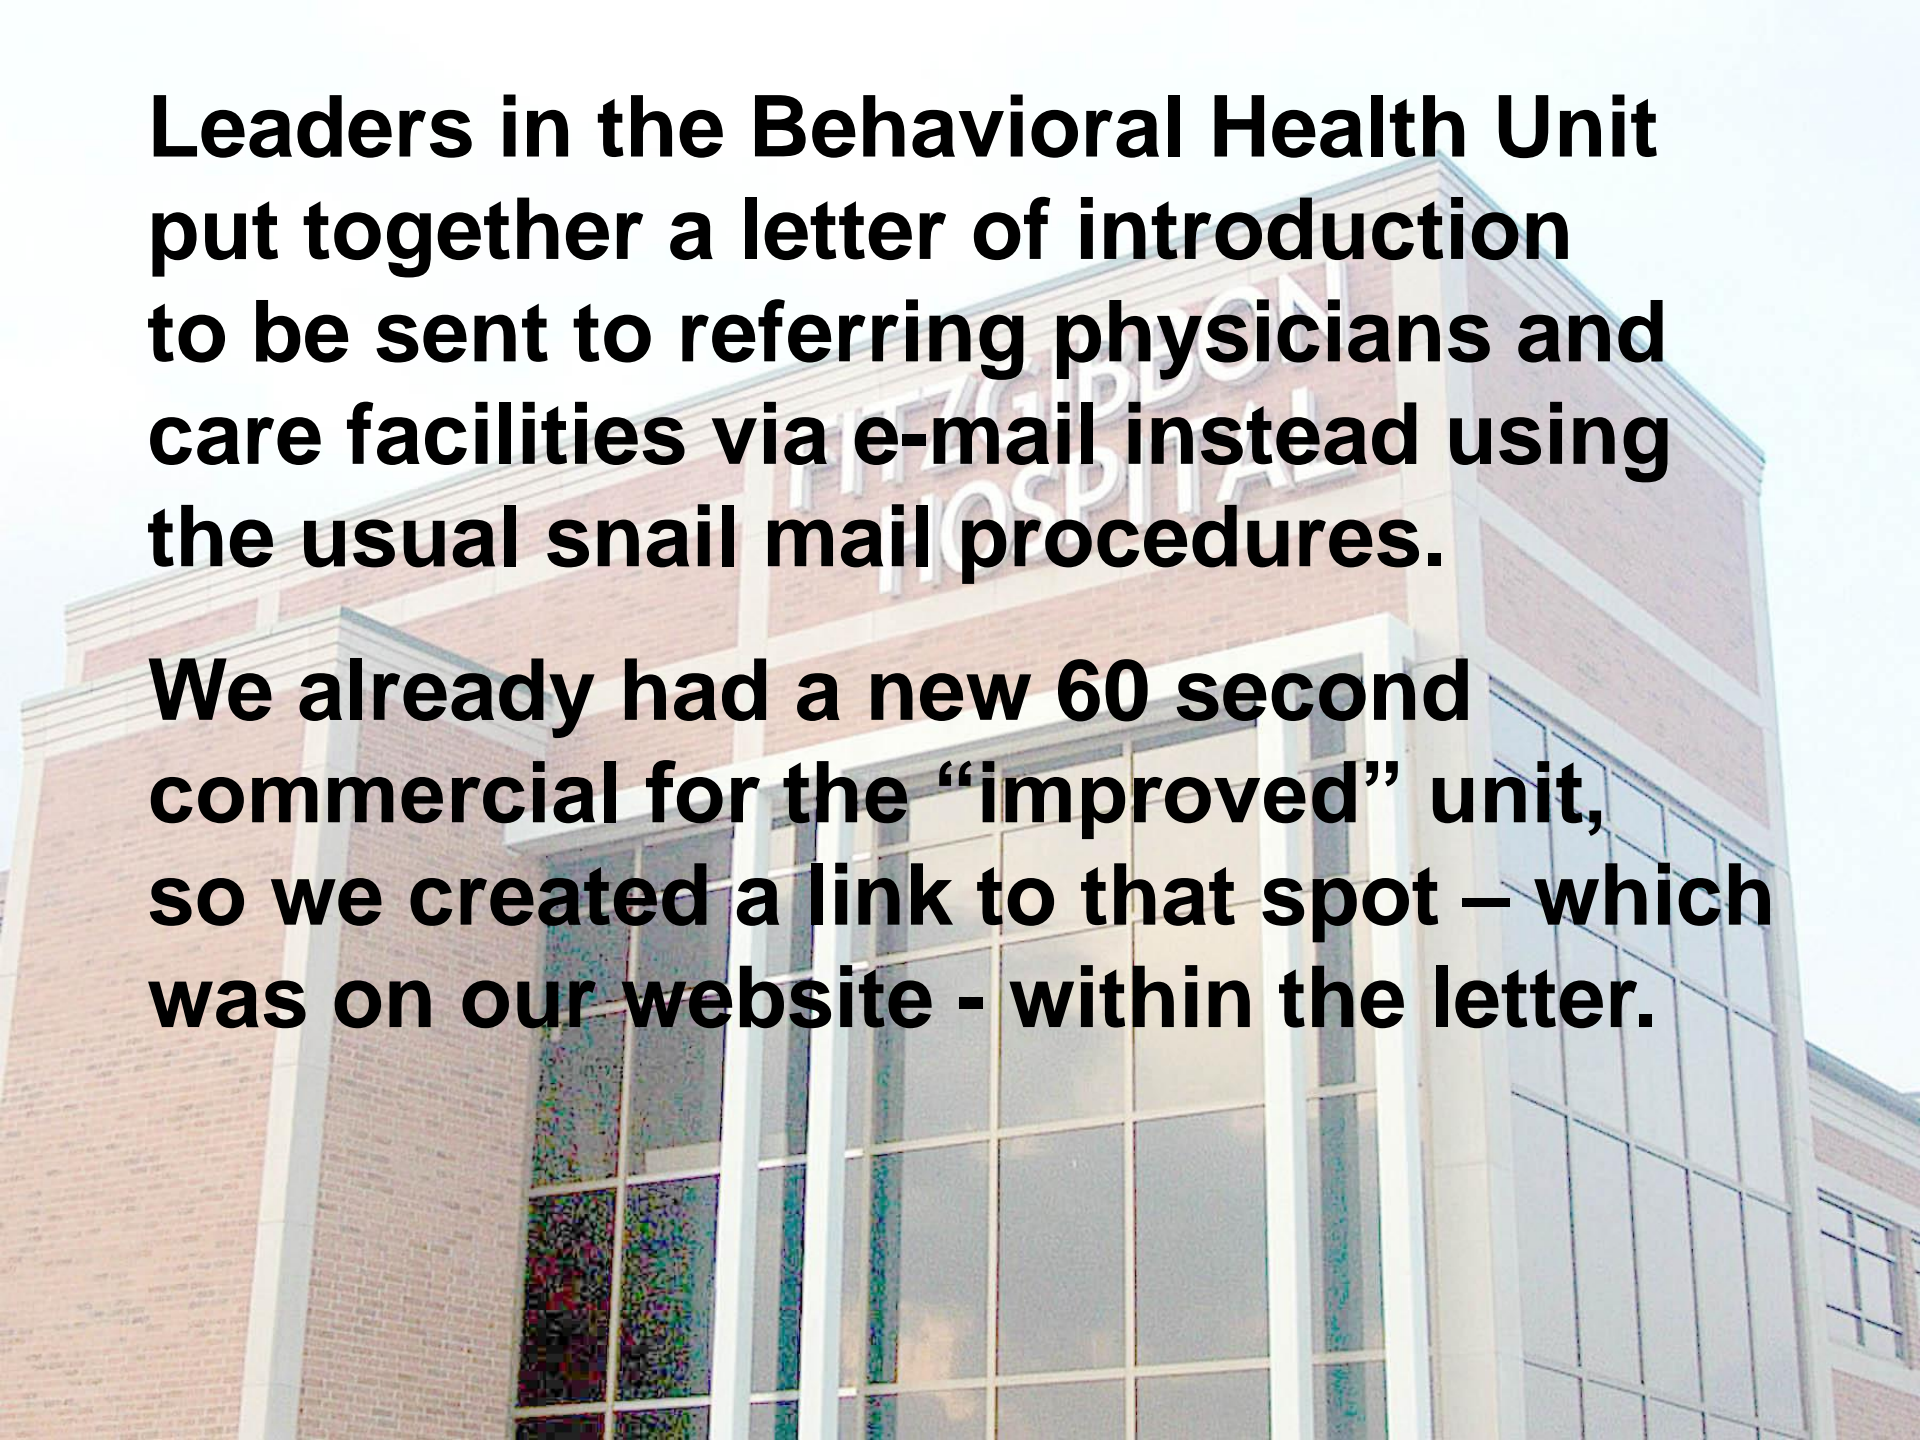 Leaders in the Behavioral Health Unit
put together a letter of introduction
to be sent to referring physicians and
care facilities via e-mail instead using
the usual snail mail procedures.
We already had a new 60 second
commercial for the “improved” unit,
so we created a link to that spot – which
was on our website - within the letter.
FITZGIBBON
HOSPITAL